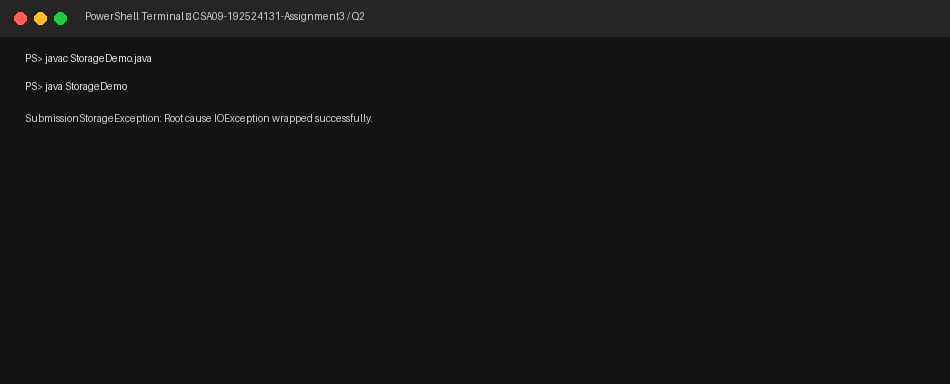 PowerShell Terminal ▯ CSA09-192524131-Assignment3 / Q2
PS> javac StorageDemo.java
PS> java StorageDemo
SubmissionStorageException: Root cause IOException wrapped successfully.